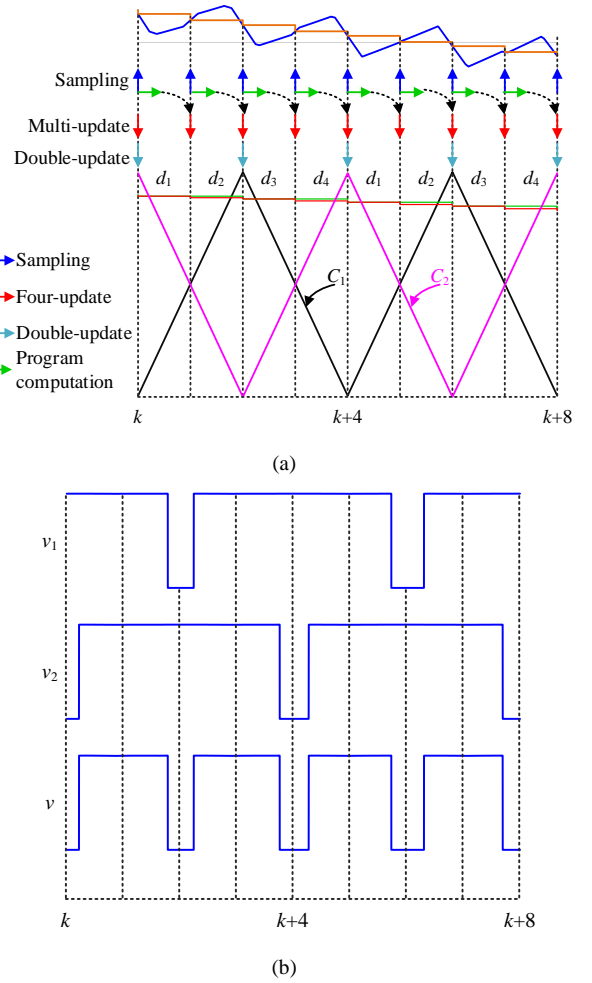 Sampling
Multi-update
Double-update
d1 d2 d3 d4 d1 d2 d3 d4
Sampling
Four-update
Double-update
Program
computation
C1 C2
k k+4 k+8
(a)
v1
v2
v
k k+4 k+8
(b)